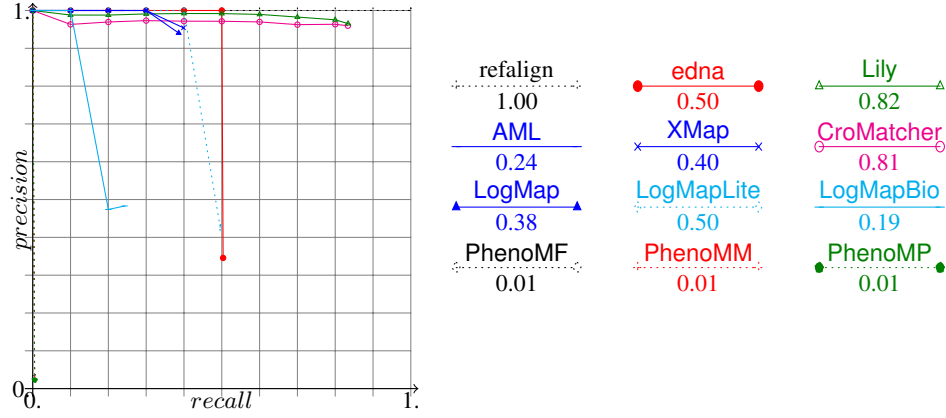 1.
precision
0.
0.
recall
1.
refalign
edna
Lily
1.00
0.50
0.82
AML
XMap
CroMatcher
0.24
0.40
0.81
LogMap
LogMapLite
LogMapBio
0.38
0.50
0.19
PhenoMF
PhenoMM
PhenoMP
0.01
0.01
0.01